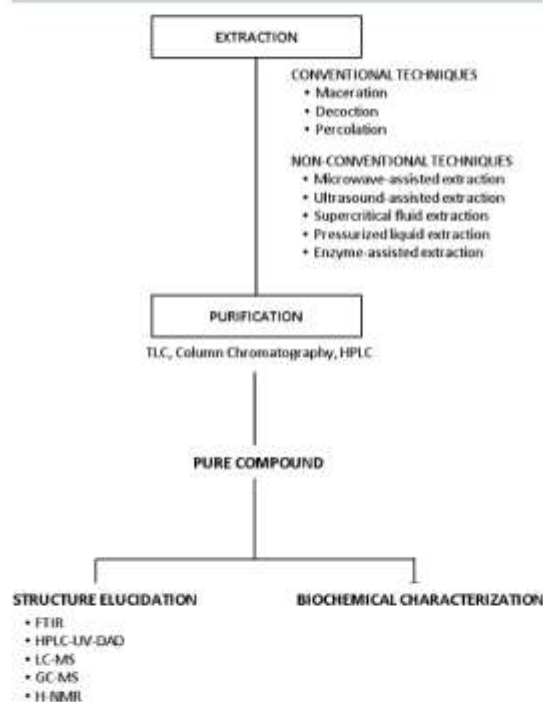 EXTRACTION
CONVENTIONAL TECHNIQUES
• Maceration
• Decoction
• Percolation
NON-CONVENTIONAL TECHNIQUES
• Microwave-assisted extraction
• Ultrasound-assisted extraction
• Supercritical fluid extraction
• Pressurized liquid extraction
• Enzyme-assisted extraction
PURIFICATION
TLC, Column Chromatography, HPLC
PURE COMPOUND
STRUCTURE ELUCIDATION
• FTIR
• HPLC-UV-DAD
• LC-MS
• GC-MS
• H-NMR
BIOCHEMICAL CHARACTERIZATION